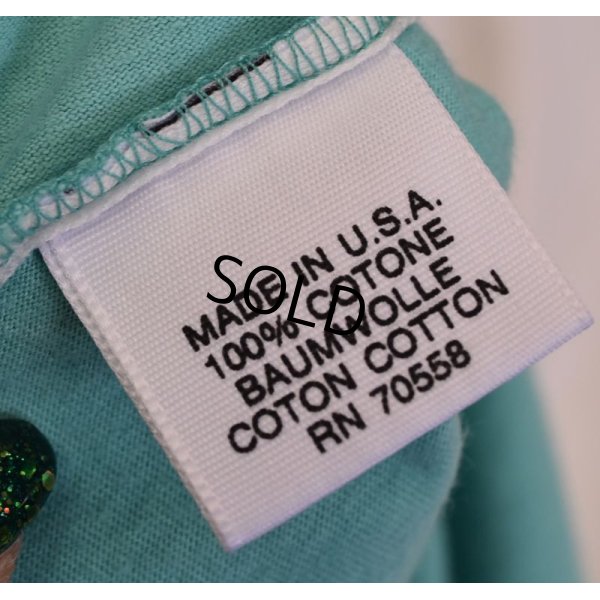 MADE IN U.S.A.
100% COTONE
BAUMWOLLE
COTON COTTON
RN 70558
SOLD